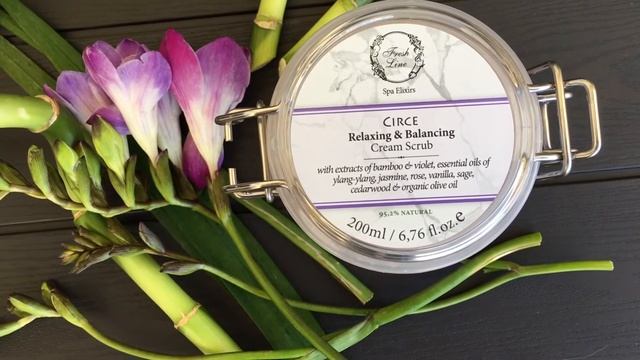 Fresh
Line
Spa Elixirs
CIRCE
Relaxing & Balancing
Cream Scrub
with extracts of bamboo & violet, essential oils of
ylang-ylang, jasmine, rose, vanilla, sage,
cedarwood & organic olive oil
95,2% NATURAL
200ml / 6,76 fl.oz.e